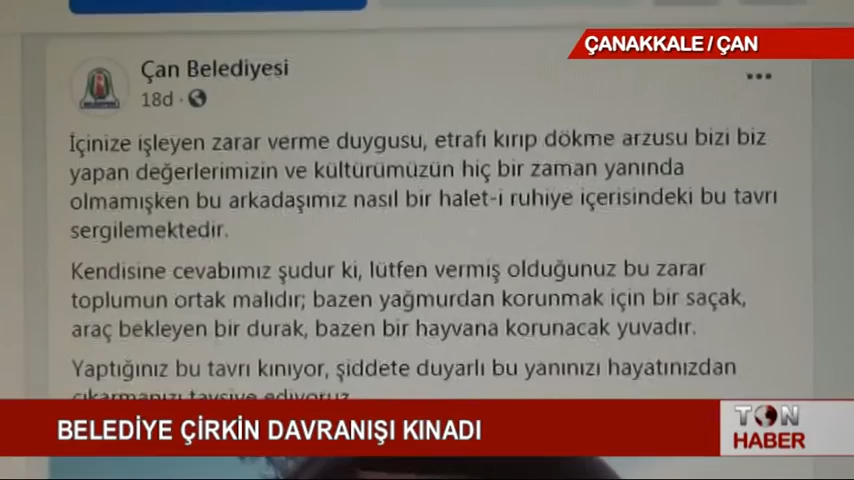 ÇANAKKALE / ÇAN
Çan Belediyesi
18d ·
İçinize işleyen zarar verme duygusu, etrafı kırıp dökme arzusu bizi biz
yapan değerlerimizin ve kültürümüzün hiç bir zaman yanında
olmamışken bu arkadaşımız nasıl bir halet-i ruhiye içerisindeki bu tavrı
sergilemektedir.
Kendisine cevabımız şudur ki, lütfen vermiş olduğunuz bu zarar
toplumun ortak malıdır; bazen yağmurdan korunmak için bir saçak,
araç bekleyen bir durak, bazen bir hayvana korunacak yuvadır.
Yaptığınız bu tavrı kınıyor, şiddete duyarlı bu yanınızı hayatınızdan
çıkarmanızı tavsiye ediyoruz
BELEDİYE ÇİRKİN DAVRANIŞI KINADI
TON
HABER